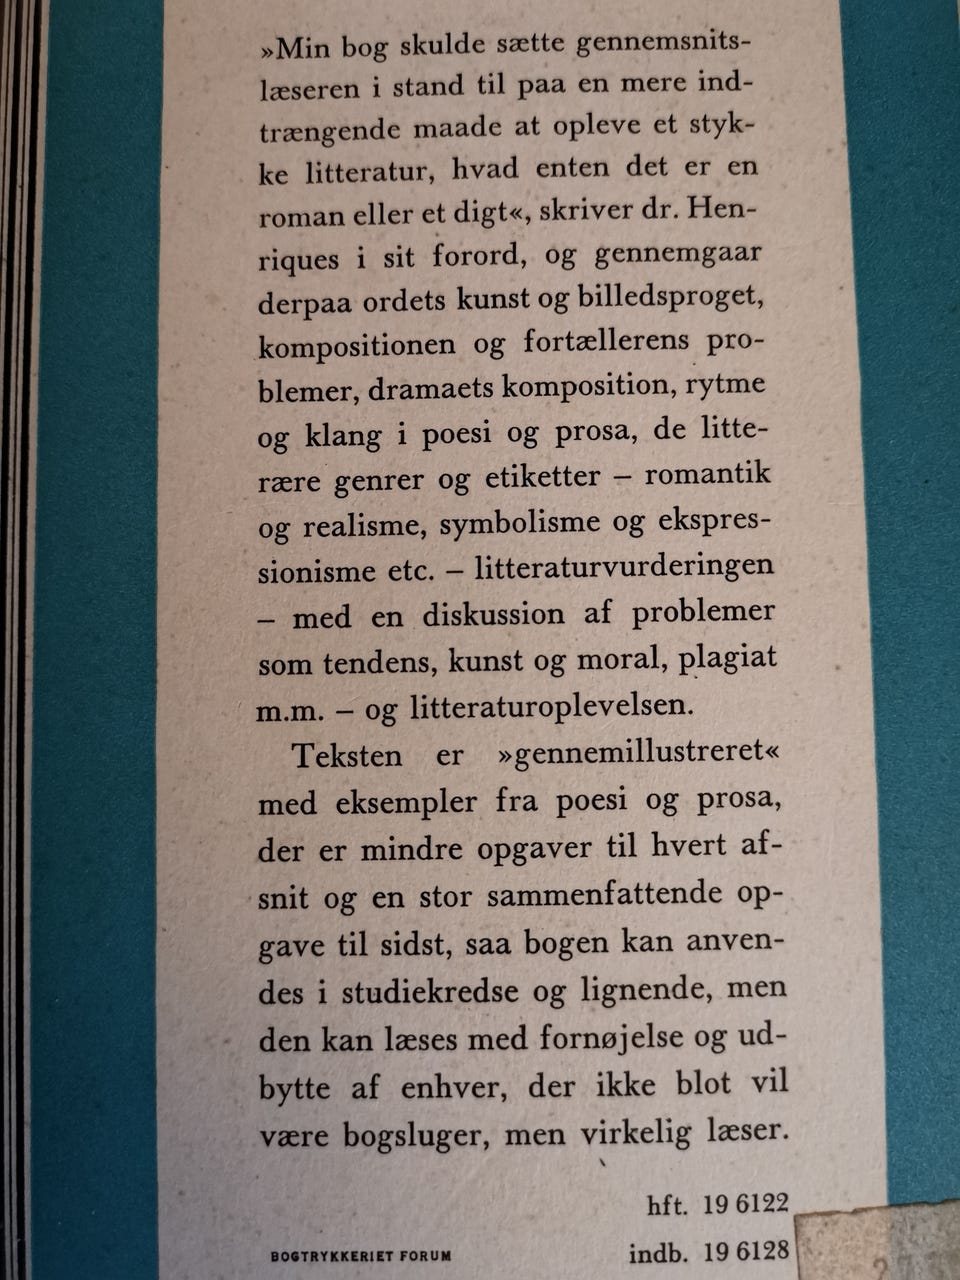 »Min bog skulde sætte gennemsnits-
læseren i stand til paa en mere ind-
trængende maade at opleve et styk-
ke litteratur, hvad enten det er en
roman eller et digt«, skriver dr. Hen-
riques i sit forord, og gennemgaar
derpaa ordets kunst og billedsproget,
kompositionen og fortællerens pro-
blemer, dramaets komposition, rytme
og klang i poesi og prosa, de litte-
rære genrer og etiketter – romantik
og realisme, symbolisme og ekspres-
sionisme etc. – litteraturvurderingen
– med en diskussion af problemer
som tendens, kunst og moral, plagiat
m.m. – og litteraturoplevelsen.
Teksten er »gennemillustreret«
med eksempler fra poesi og prosa,
der er mindre opgaver til hvert af-
snit og en stor sammenfattende op-
gave til sidst, saa bogen kan anven-
des i studiekredse og lignende, men
den kan læses med fornøjelse og ud-
bytte af enhver, der ikke blot vil
være bogsluger, men virkelig læser.
hft. 19 6122
BOGTRYKKERIET FORUM indb. 19 6128